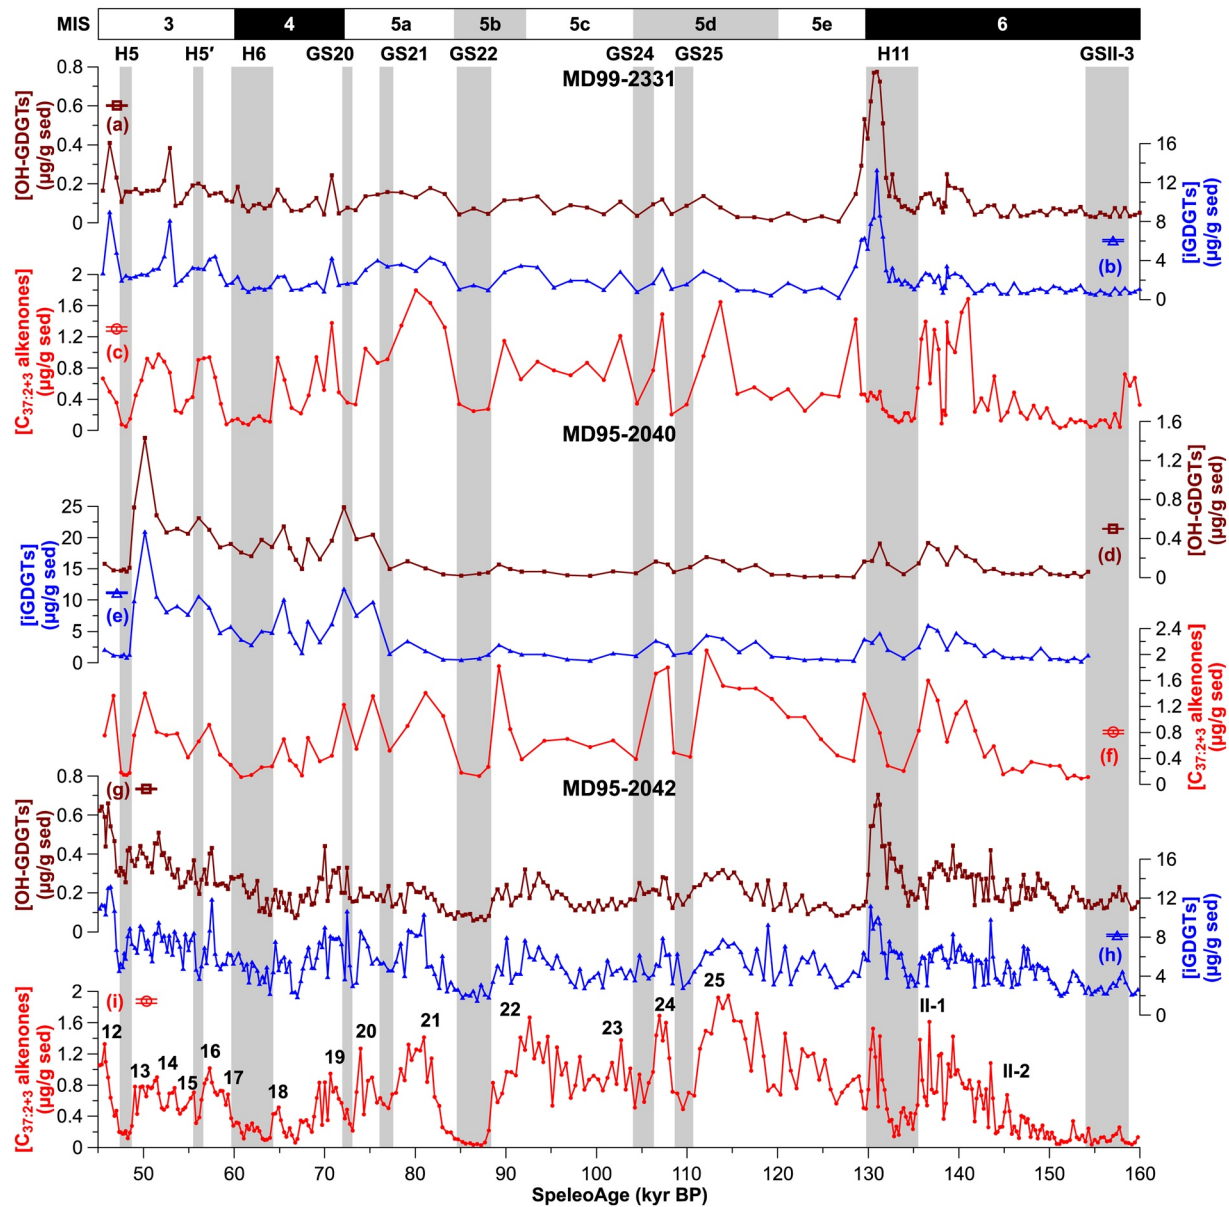 MIS 3 4 5a 5b 5c 5d 5e 6
H5 H5′ H6 GS20 GS21 GS22 GS24 GS25 H11 GSII-3
MD99-2331
[OH-GDGTs]
(µg/g sed)
0.8
0.6
0.4
0.2
0
(a)
16
12
8
4
0
[iGDGTs]
(µg/g sed)
(b)
[C37:2+3 alkenones]
(µg/g sed)
2
1.6
1.2
0.8
0.4
0
(c)
MD95-2040
1.6
1.2
0.8
0.4
0
[OH-GDGTs]
(µg/g sed)
(d)
[iGDGTs]
(µg/g sed)
25
20
15
10
5
0
(e)
2.4
2
1.6
1.2
0.8
0.4
0
[C37:2+3 alkenones]
(µg/g sed)
(f)
MD95-2042
[OH-GDGTs]
(µg/g sed)
0.8
0.6
0.4
0.2
0
(g)
16
12
8
4
0
[iGDGTs]
(µg/g sed)
(h)
[C37:2+3 alkenones]
(µg/g sed)
2
1.6
1.2
0.8
0.4
0
(i)
12 13 14 15 16 17 18 19 20 21 22 23 24 25 II-1 II-2
50 60 70 80 90 100 110 120 130 140 150 160
SpeleoAge (kyr BP)